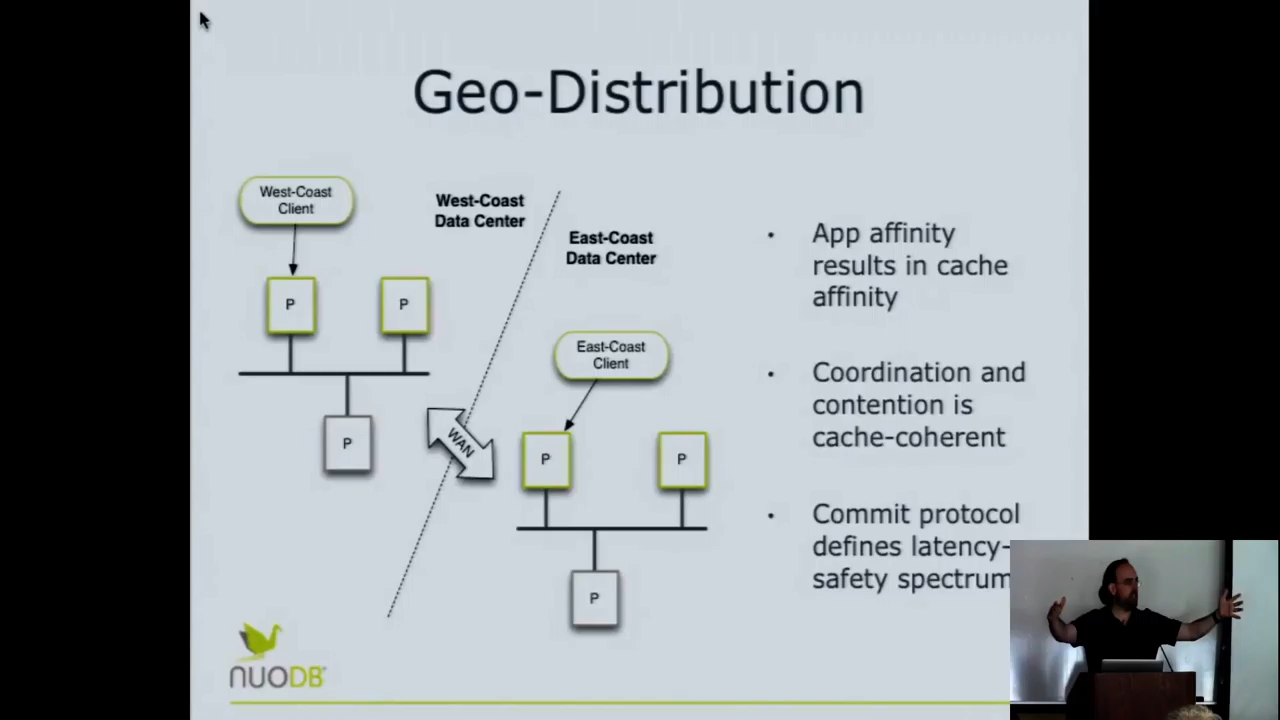 Geo-Distribution
West-Coast
Client
West-Coast
Data Center
East-Coast
Data Center
P
P
P
WAN
East-Coast
Client
P
P
P
• App affinity
results in cache
affinity
• Coordination and
contention is
cache-coherent
• Commit protocol
defines latency-
safety spectrum
NUODB